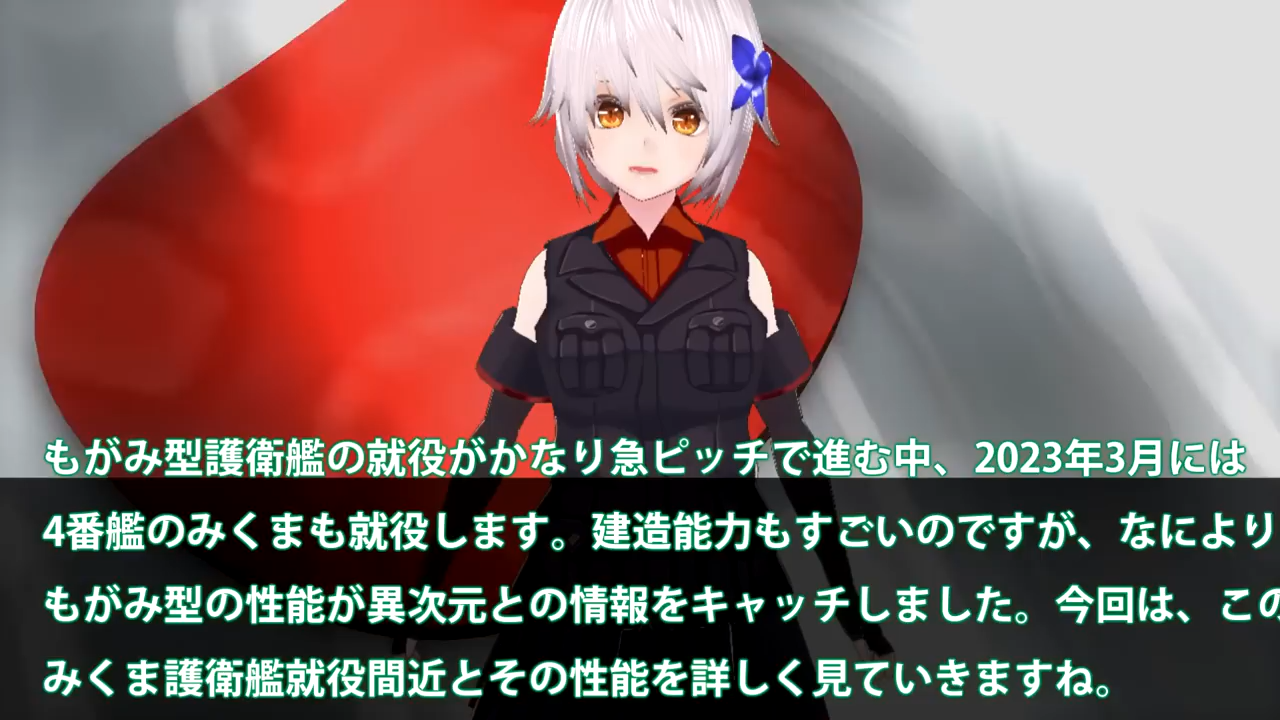 もがみ型護衛艦の就役がかなり急ピッチで進む中、2023年3月には
4番艦のみくまも就役します。建造能力もすごいのですが、なにより
もがみ型の性能が異次元との情報をキャッチしました。今回は、この
みくま護衛艦就役間近とその性能を詳しく見ていきますね。